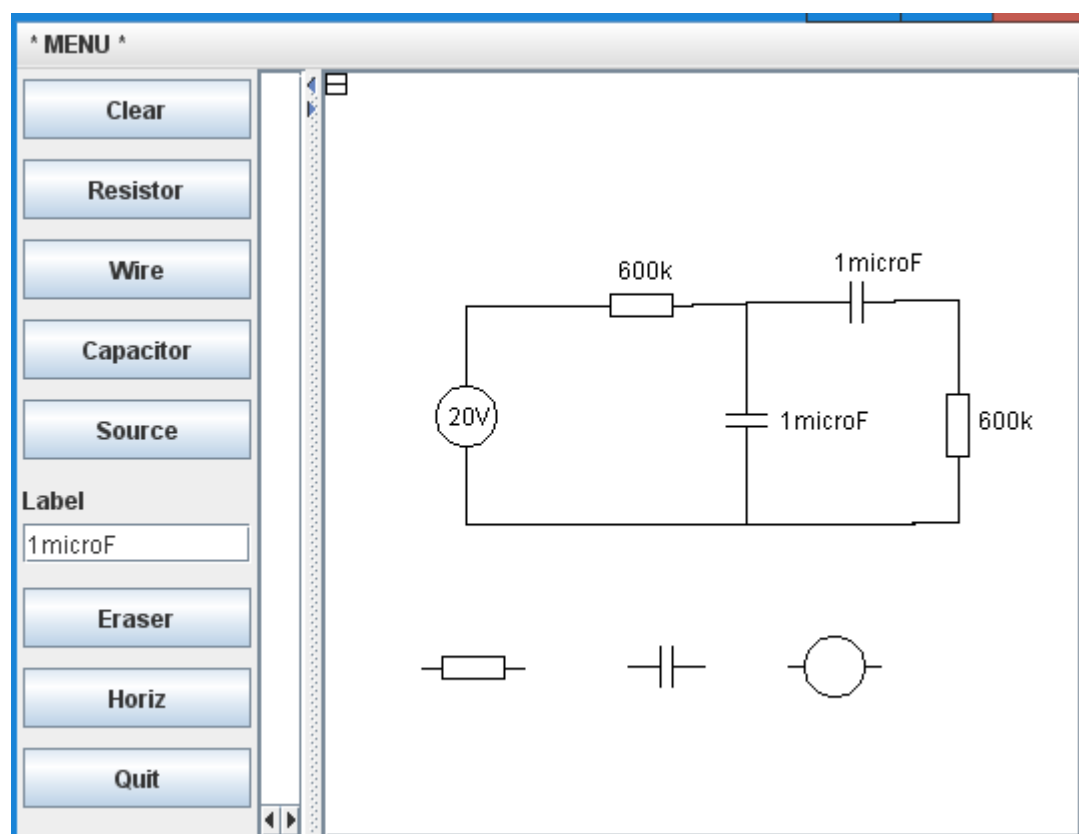 * MENU *
Clear
Resistor
Wire
Capacitor
Source
Label
1microF
Eraser
Horiz
Quit
600k
1microF
20V
1microF
600k